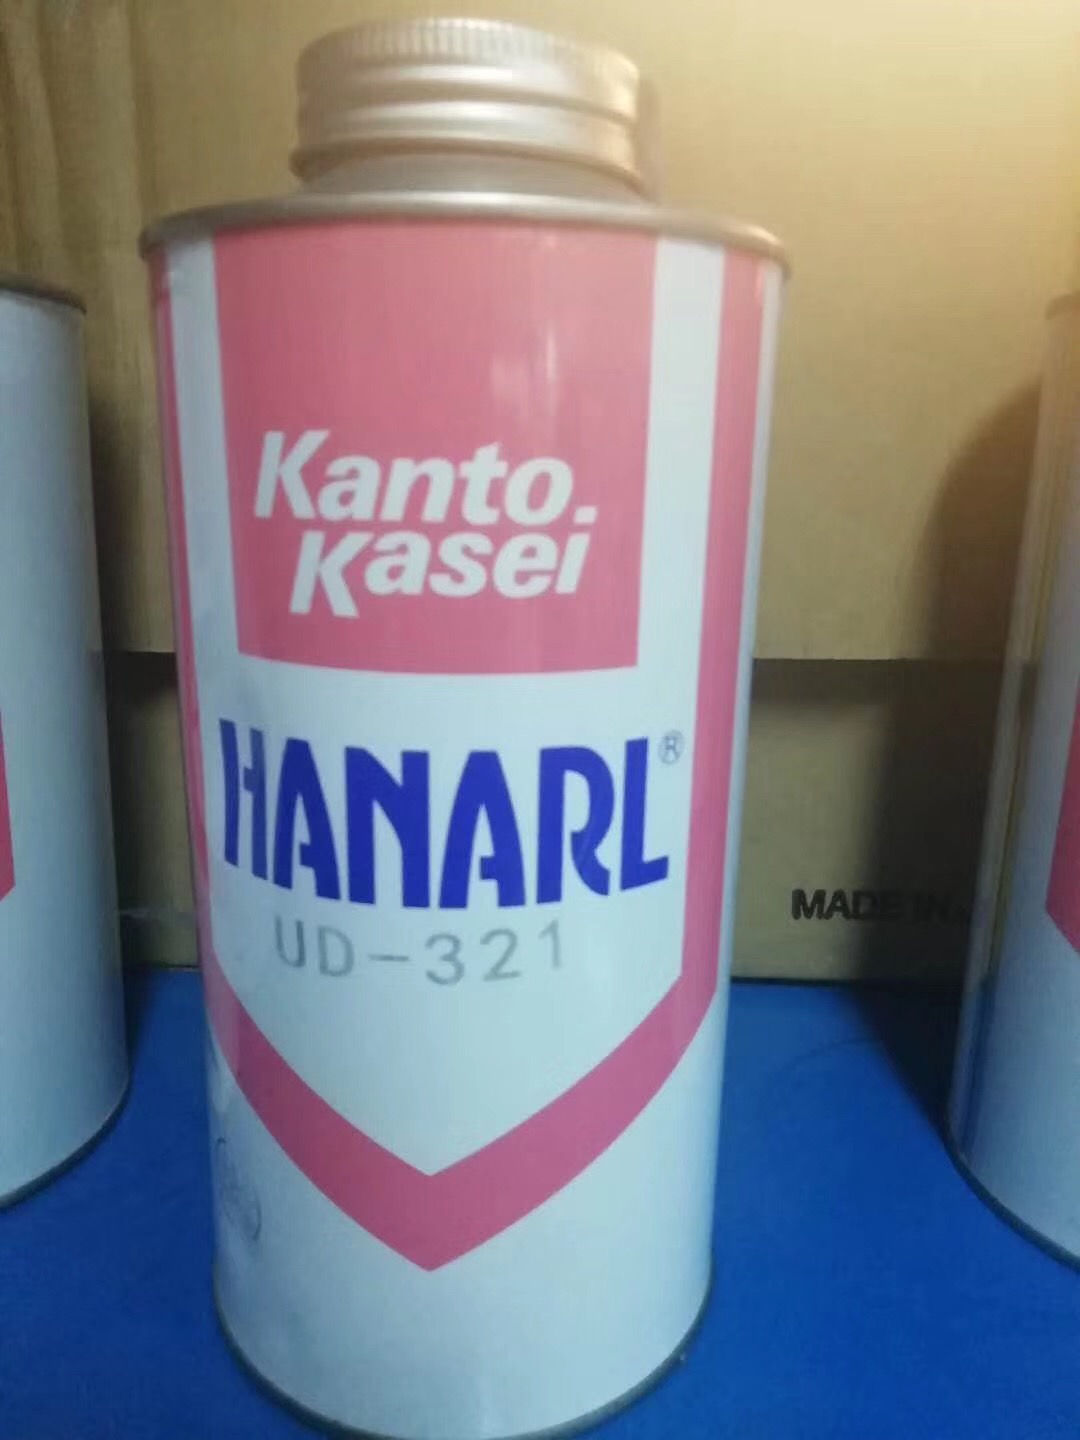 Kanto.
Kasei
HANARL®
UD-321
MADE IN